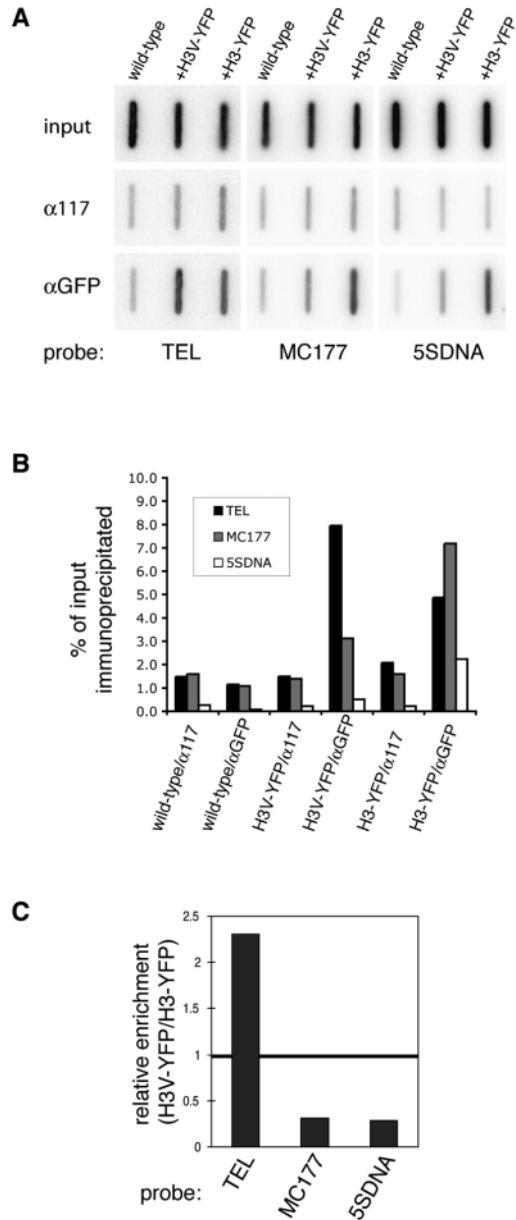 A
wild-type
+H3V-YFP
+H3-YFP
wild-type
+H3V-YFP
+H3-YFP
wild-type
+H3V-YFP
+H3-YFP
input
α117
αGFP
probe: TEL MC177 5SDNA
B
% of input
immunoprecipitated
10.0
9.0
8.0
7.0
6.0
5.0
4.0
3.0
2.0
1.0
0.0
TEL
MC177
5SDNA
wild-type/α117
wild-type/αGFP
H3V-YFP/α117
H3V-YFP/αGFP
H3-YFP/α117
H3-YFP/αGFP
C
relative enrichment
(H3V-YFP/H3-YFP)
2.5
2
1.5
1
0.5
0
probe: TEL MC177 5SDNA